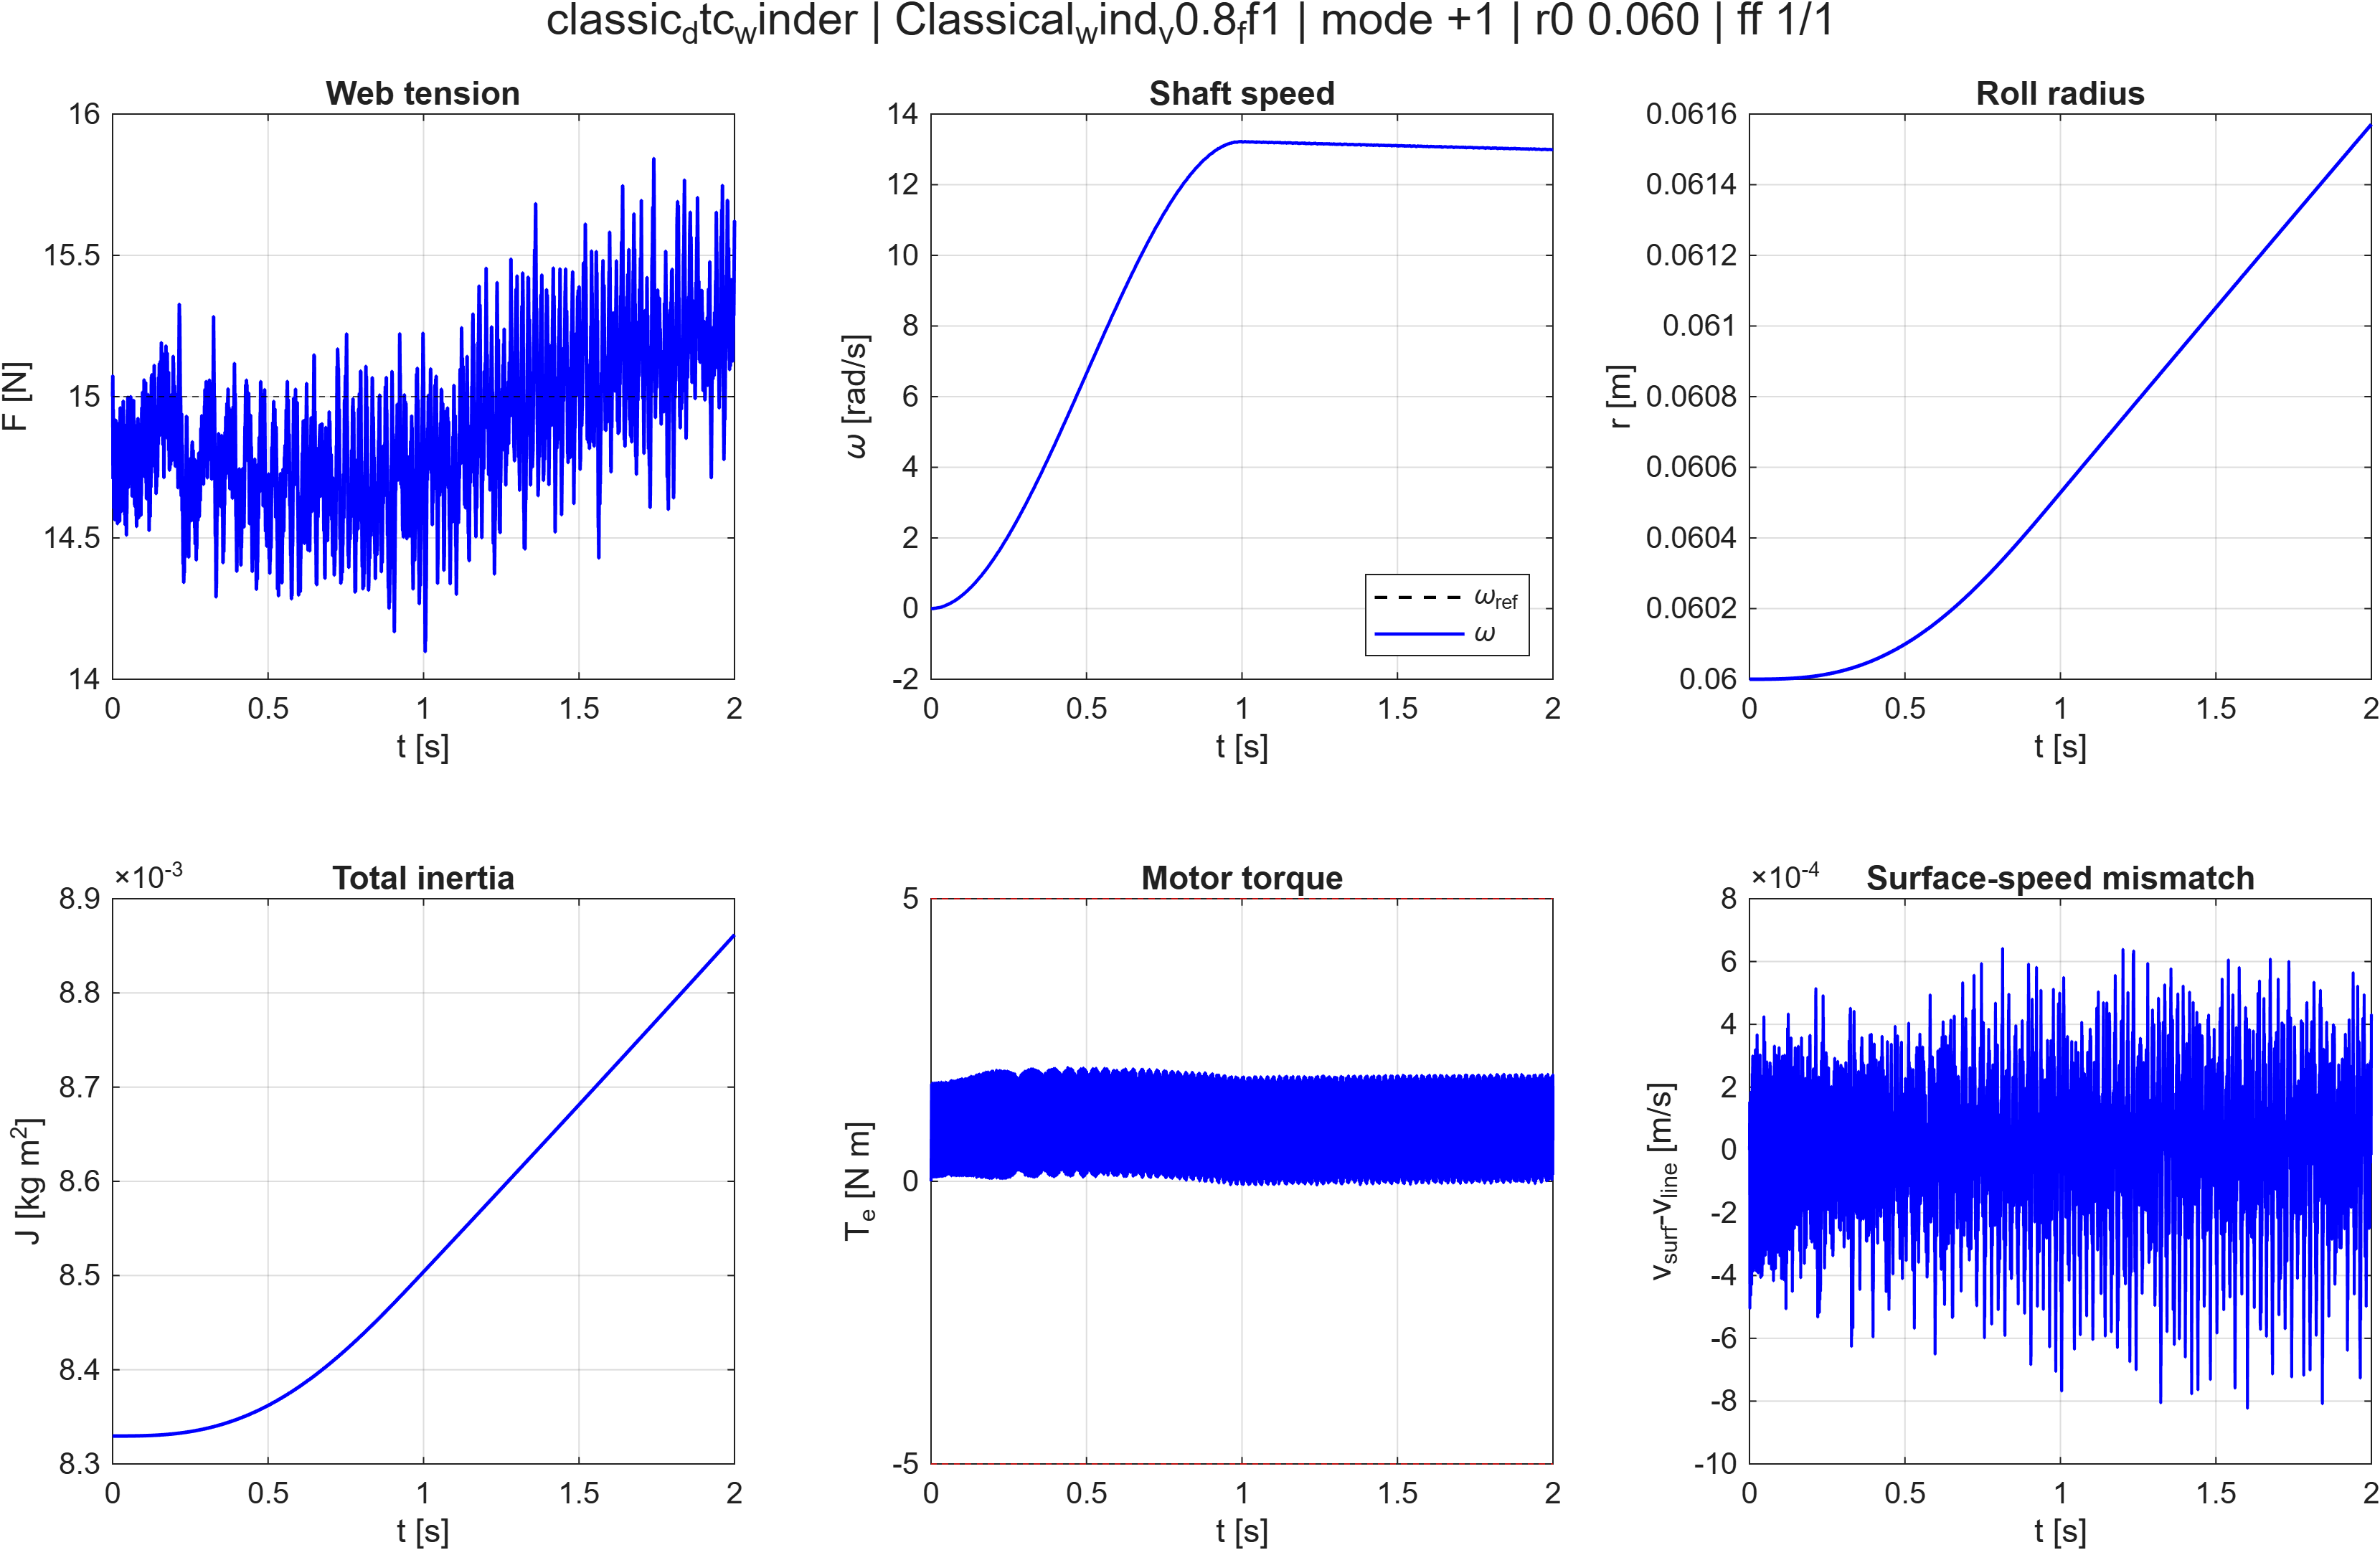 classic_dtc_winder | Classical_wind_v0.8_ff1 | mode +1 | r0 0.060 | ff 1/1
Web tension
16
15.5
15
14.5
14
F [N]
0 0.5 1 1.5 2
t [s]
Shaft speed
14
12
10
8
6
4
2
0
-2
ω [rad/s]
ω_ref
ω
0 0.5 1 1.5 2
t [s]
Roll radius
0.0616
0.0614
0.0612
0.061
0.0608
0.0606
0.0604
0.0602
0.06
r [m]
0 0.5 1 1.5 2
t [s]
×10^-3
Total inertia
8.9
8.8
8.7
8.6
8.5
8.4
8.3
J [kg m²]
0 0.5 1 1.5 2
t [s]
Motor torque
5
0
-5
T_e [N m]
0 0.5 1 1.5 2
t [s]
×10^-4
Surface-speed mismatch
8
6
4
2
0
-2
-4
-6
-8
-10
v_surf-v_line [m/s]
0 0.5 1 1.5 2
t [s]